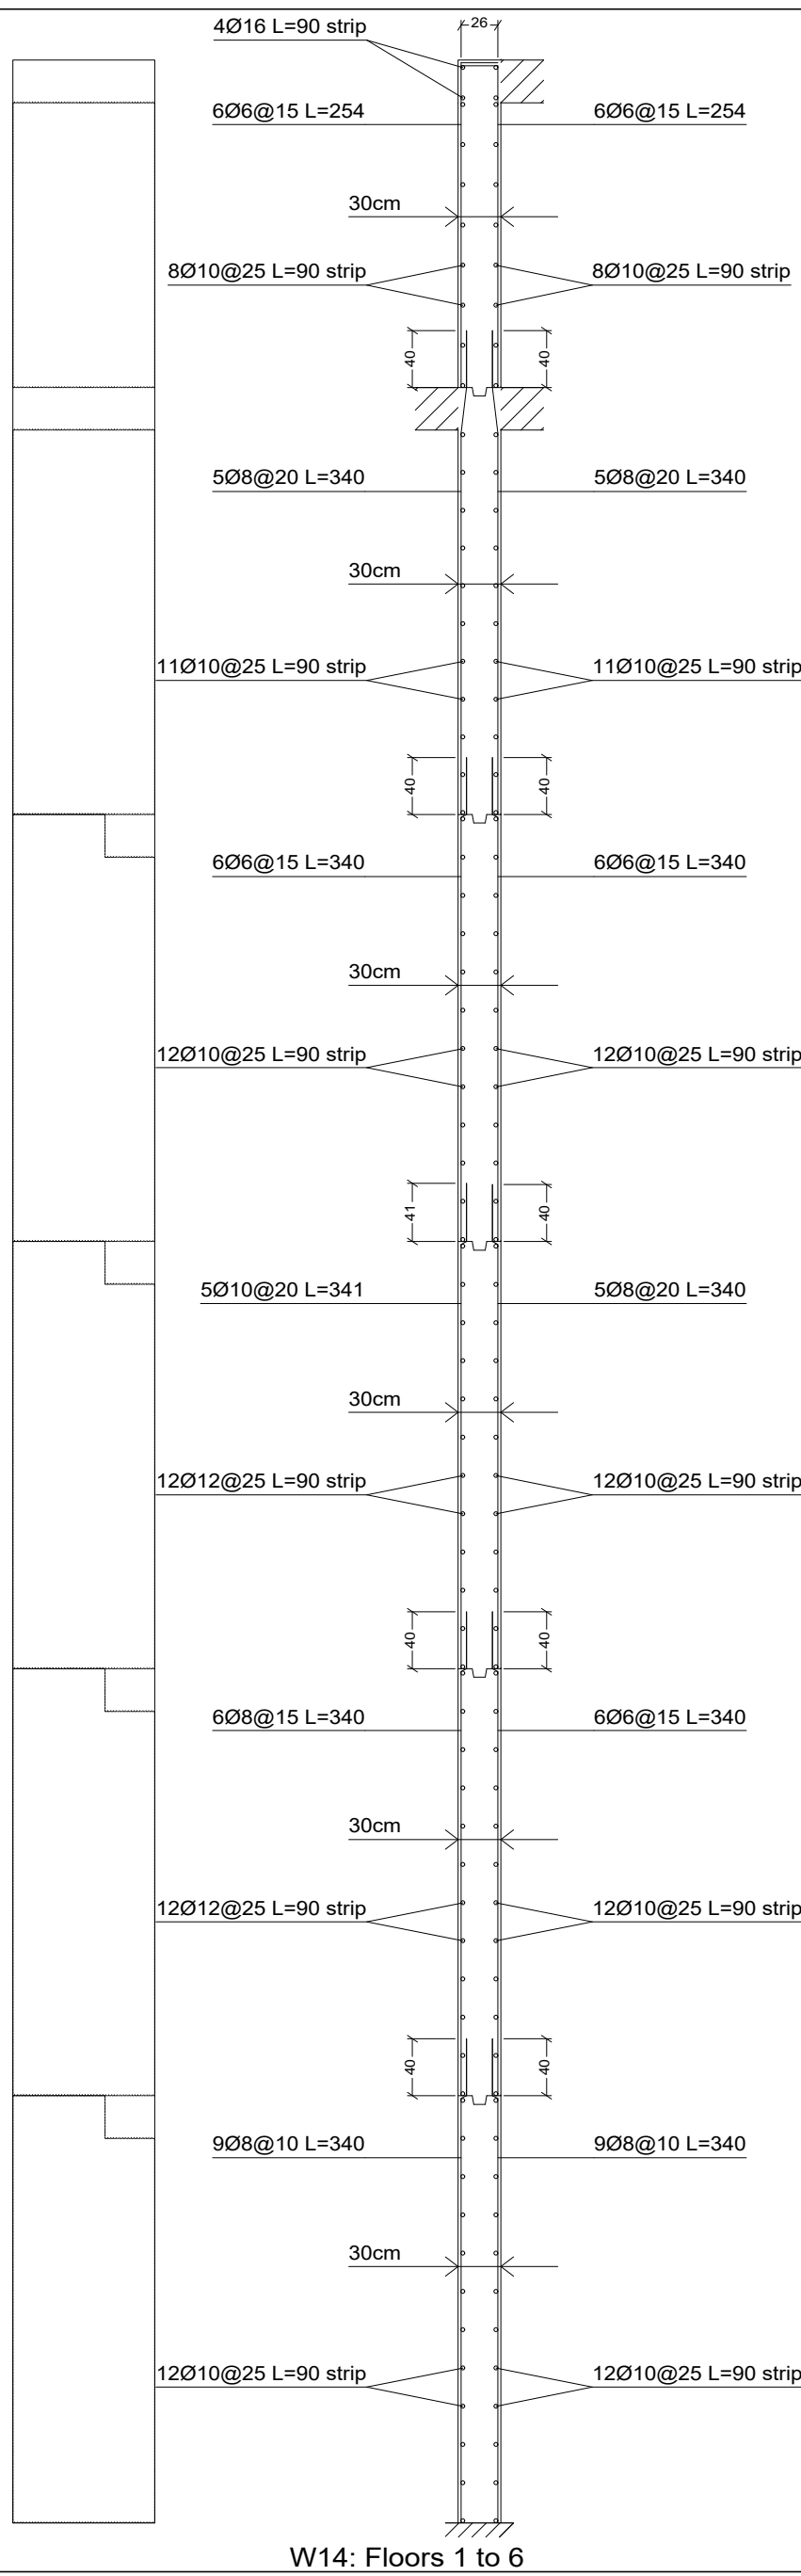 4Ø16 L=90 strip
26
6Ø6@15 L=254
6Ø6@15 L=254
30cm
8Ø10@25 L=90 strip
8Ø10@25 L=90 strip
40
40
5Ø8@20 L=340
5Ø8@20 L=340
30cm
11Ø10@25 L=90 strip
11Ø10@25 L=90 strip
40
40
6Ø6@15 L=340
6Ø6@15 L=340
30cm
12Ø10@25 L=90 strip
12Ø10@25 L=90 strip
41
40
5Ø10@20 L=341
5Ø8@20 L=340
30cm
12Ø12@25 L=90 strip
12Ø10@25 L=90 strip
40
40
6Ø8@15 L=340
6Ø6@15 L=340
30cm
12Ø12@25 L=90 strip
12Ø10@25 L=90 strip
40
40
9Ø8@10 L=340
9Ø8@10 L=340
30cm
12Ø10@25 L=90 strip
12Ø10@25 L=90 strip
W14: Floors 1 to 6